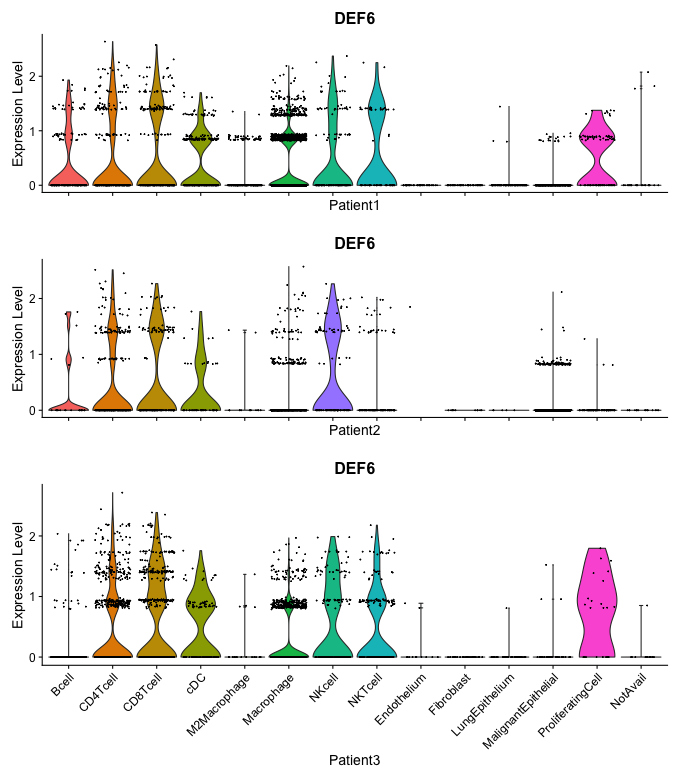 DEF6
Expression Level
2
1
0
Patient1
DEF6
Expression Level
2
1
0
Patient2
DEF6
Expression Level
2
1
0
Bcell
CD4Tcell
CD8Tcell
cDC
M2Macrophage
Macrophage
NKcell
NKTcell
Endothelium
Fibroblast
LungEpithelium
MalignantEpithelial
ProliferatingCell
NotAvail
Patient3